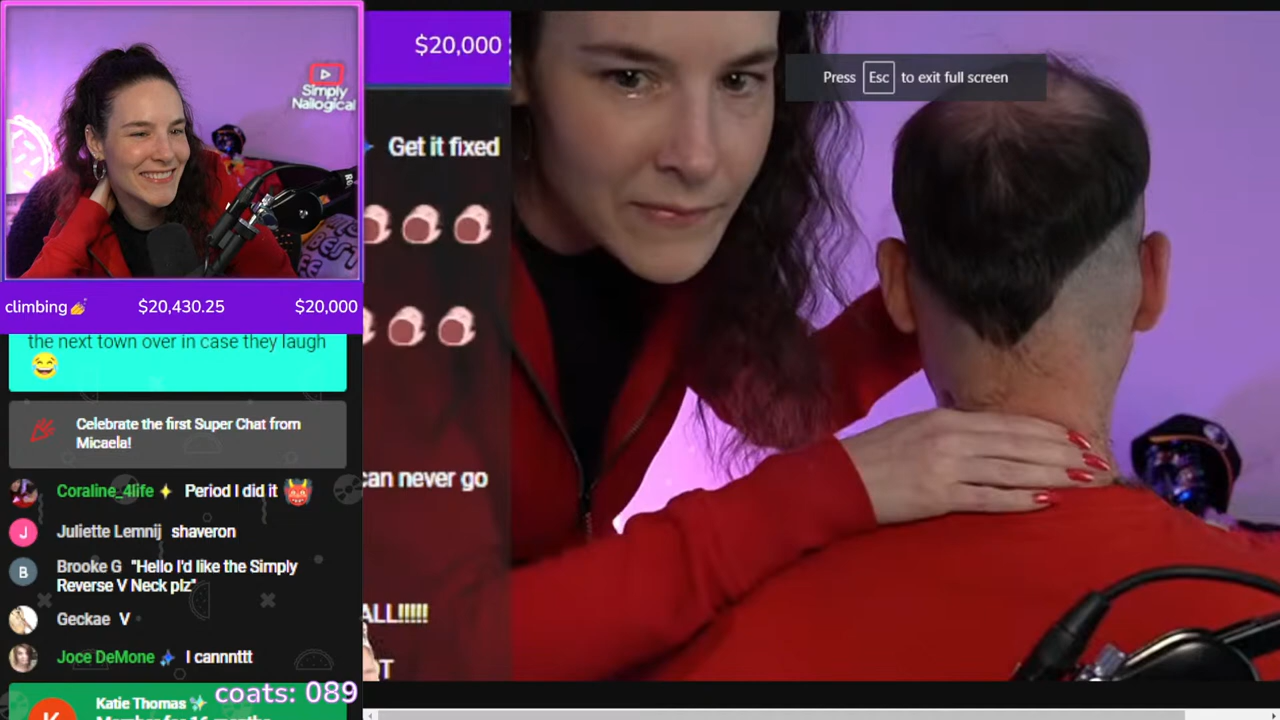 Simply
Nailogical
climbing💅 $20,430.25 $20,000
the next town over in case they laugh
😂
Celebrate the first Super Chat from
Micaela!
Coraline_4life Period I did it 👹
Juliette Lemnij shaveron
Brooke G "Hello I'd like the Simply
Reverse V Neck plz"
Geckae V
Joce DeMone I cannnttt
Katie Thomas
coats: 089
$20,000
Get it fixed
can never go
ALL!!!!!
Press Esc to exit full screen